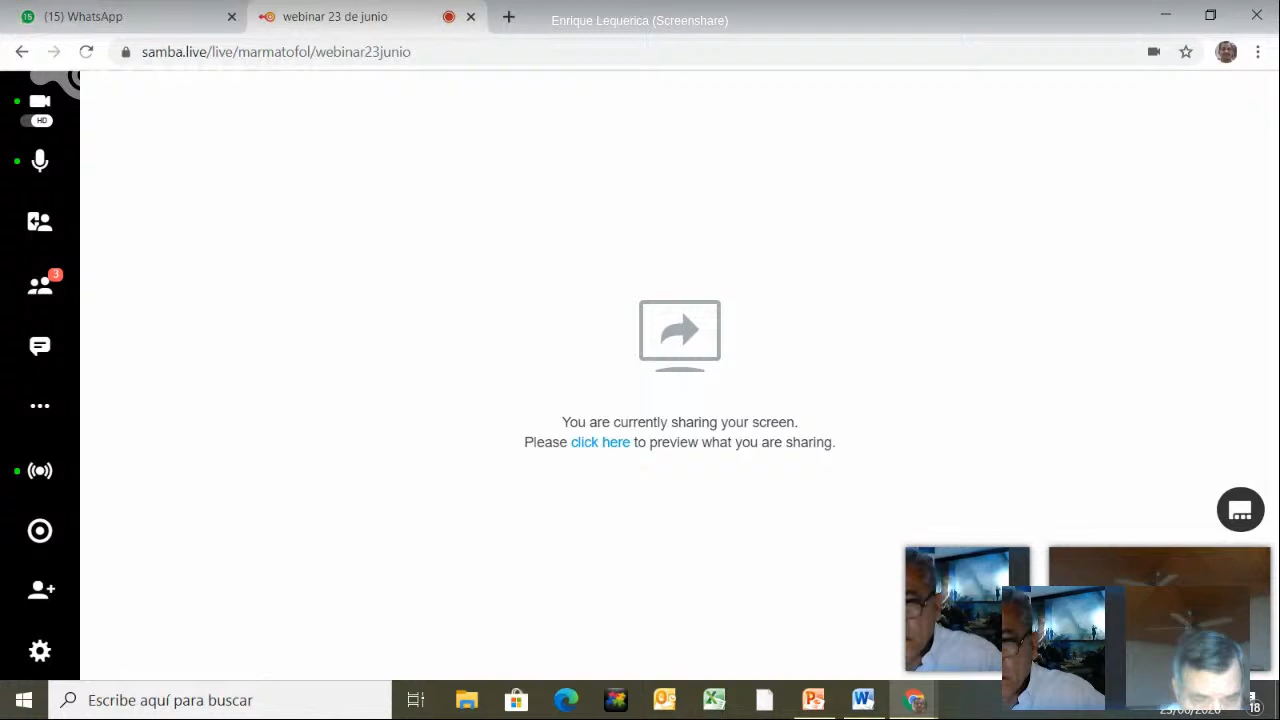 15 (15) WhatsApp
webinar 23 de junio
Enrique Lequerica (Screenshare)
samba.live/live/marmatofol/webinar23junio
HD
3
You are currently sharing your screen.
Please click here to preview what you are sharing.
Escribe aquí para buscar
18